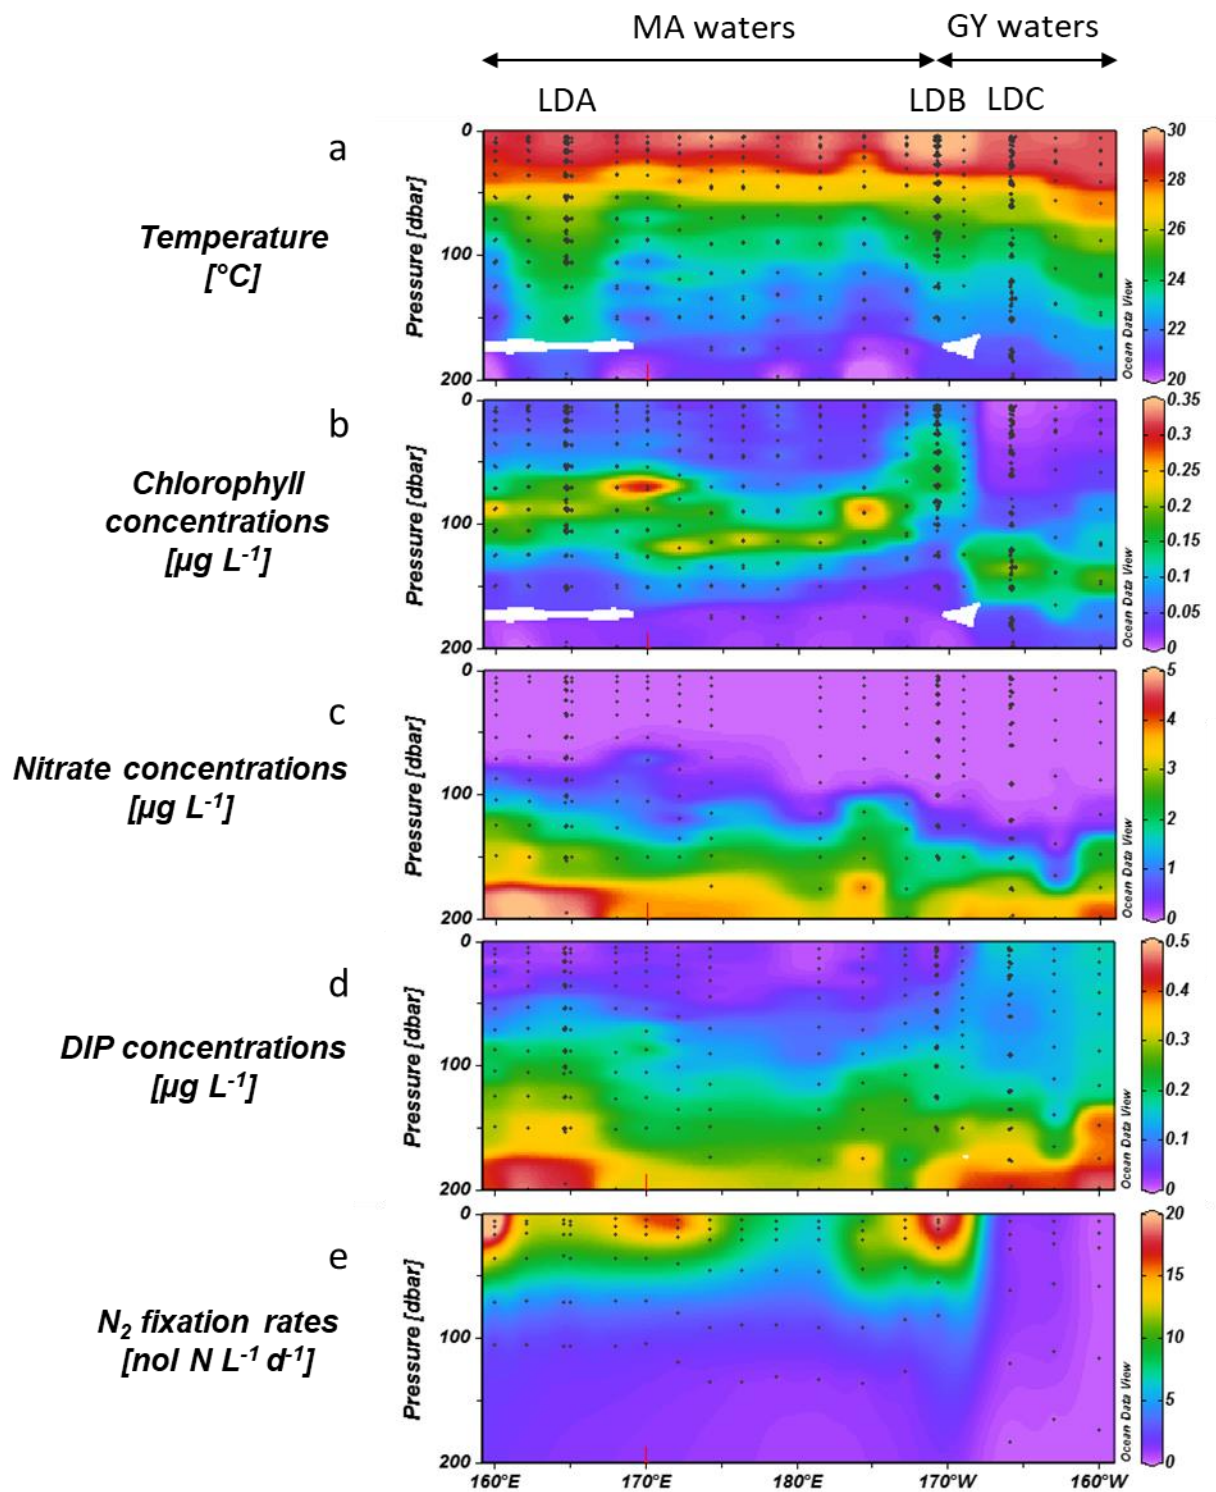 MA waters GY waters
LDA LDB LDC
a
Temperature
[°C]
Pressure [dbar]
0
100
200
30
28
26
24
22
20
Ocean Data View
b
Chlorophyll
concentrations
[µg L-1]
Pressure [dbar]
0
100
200
0.35
0.3
0.25
0.2
0.15
0.1
0.05
0
Ocean Data View
c
Nitrate concentrations
[µg L-1]
Pressure [dbar]
0
100
200
5
4
3
2
1
0
Ocean Data View
d
DIP concentrations
[µg L-1]
Pressure [dbar]
0
100
200
0.5
0.4
0.3
0.2
0.1
0
Ocean Data View
e
N2 fixation rates
[nol N L-1 d-1]
Pressure [dbar]
0
100
200
20
15
10
5
0
Ocean Data View
160°E 170°E 180°E 170°W 160°W